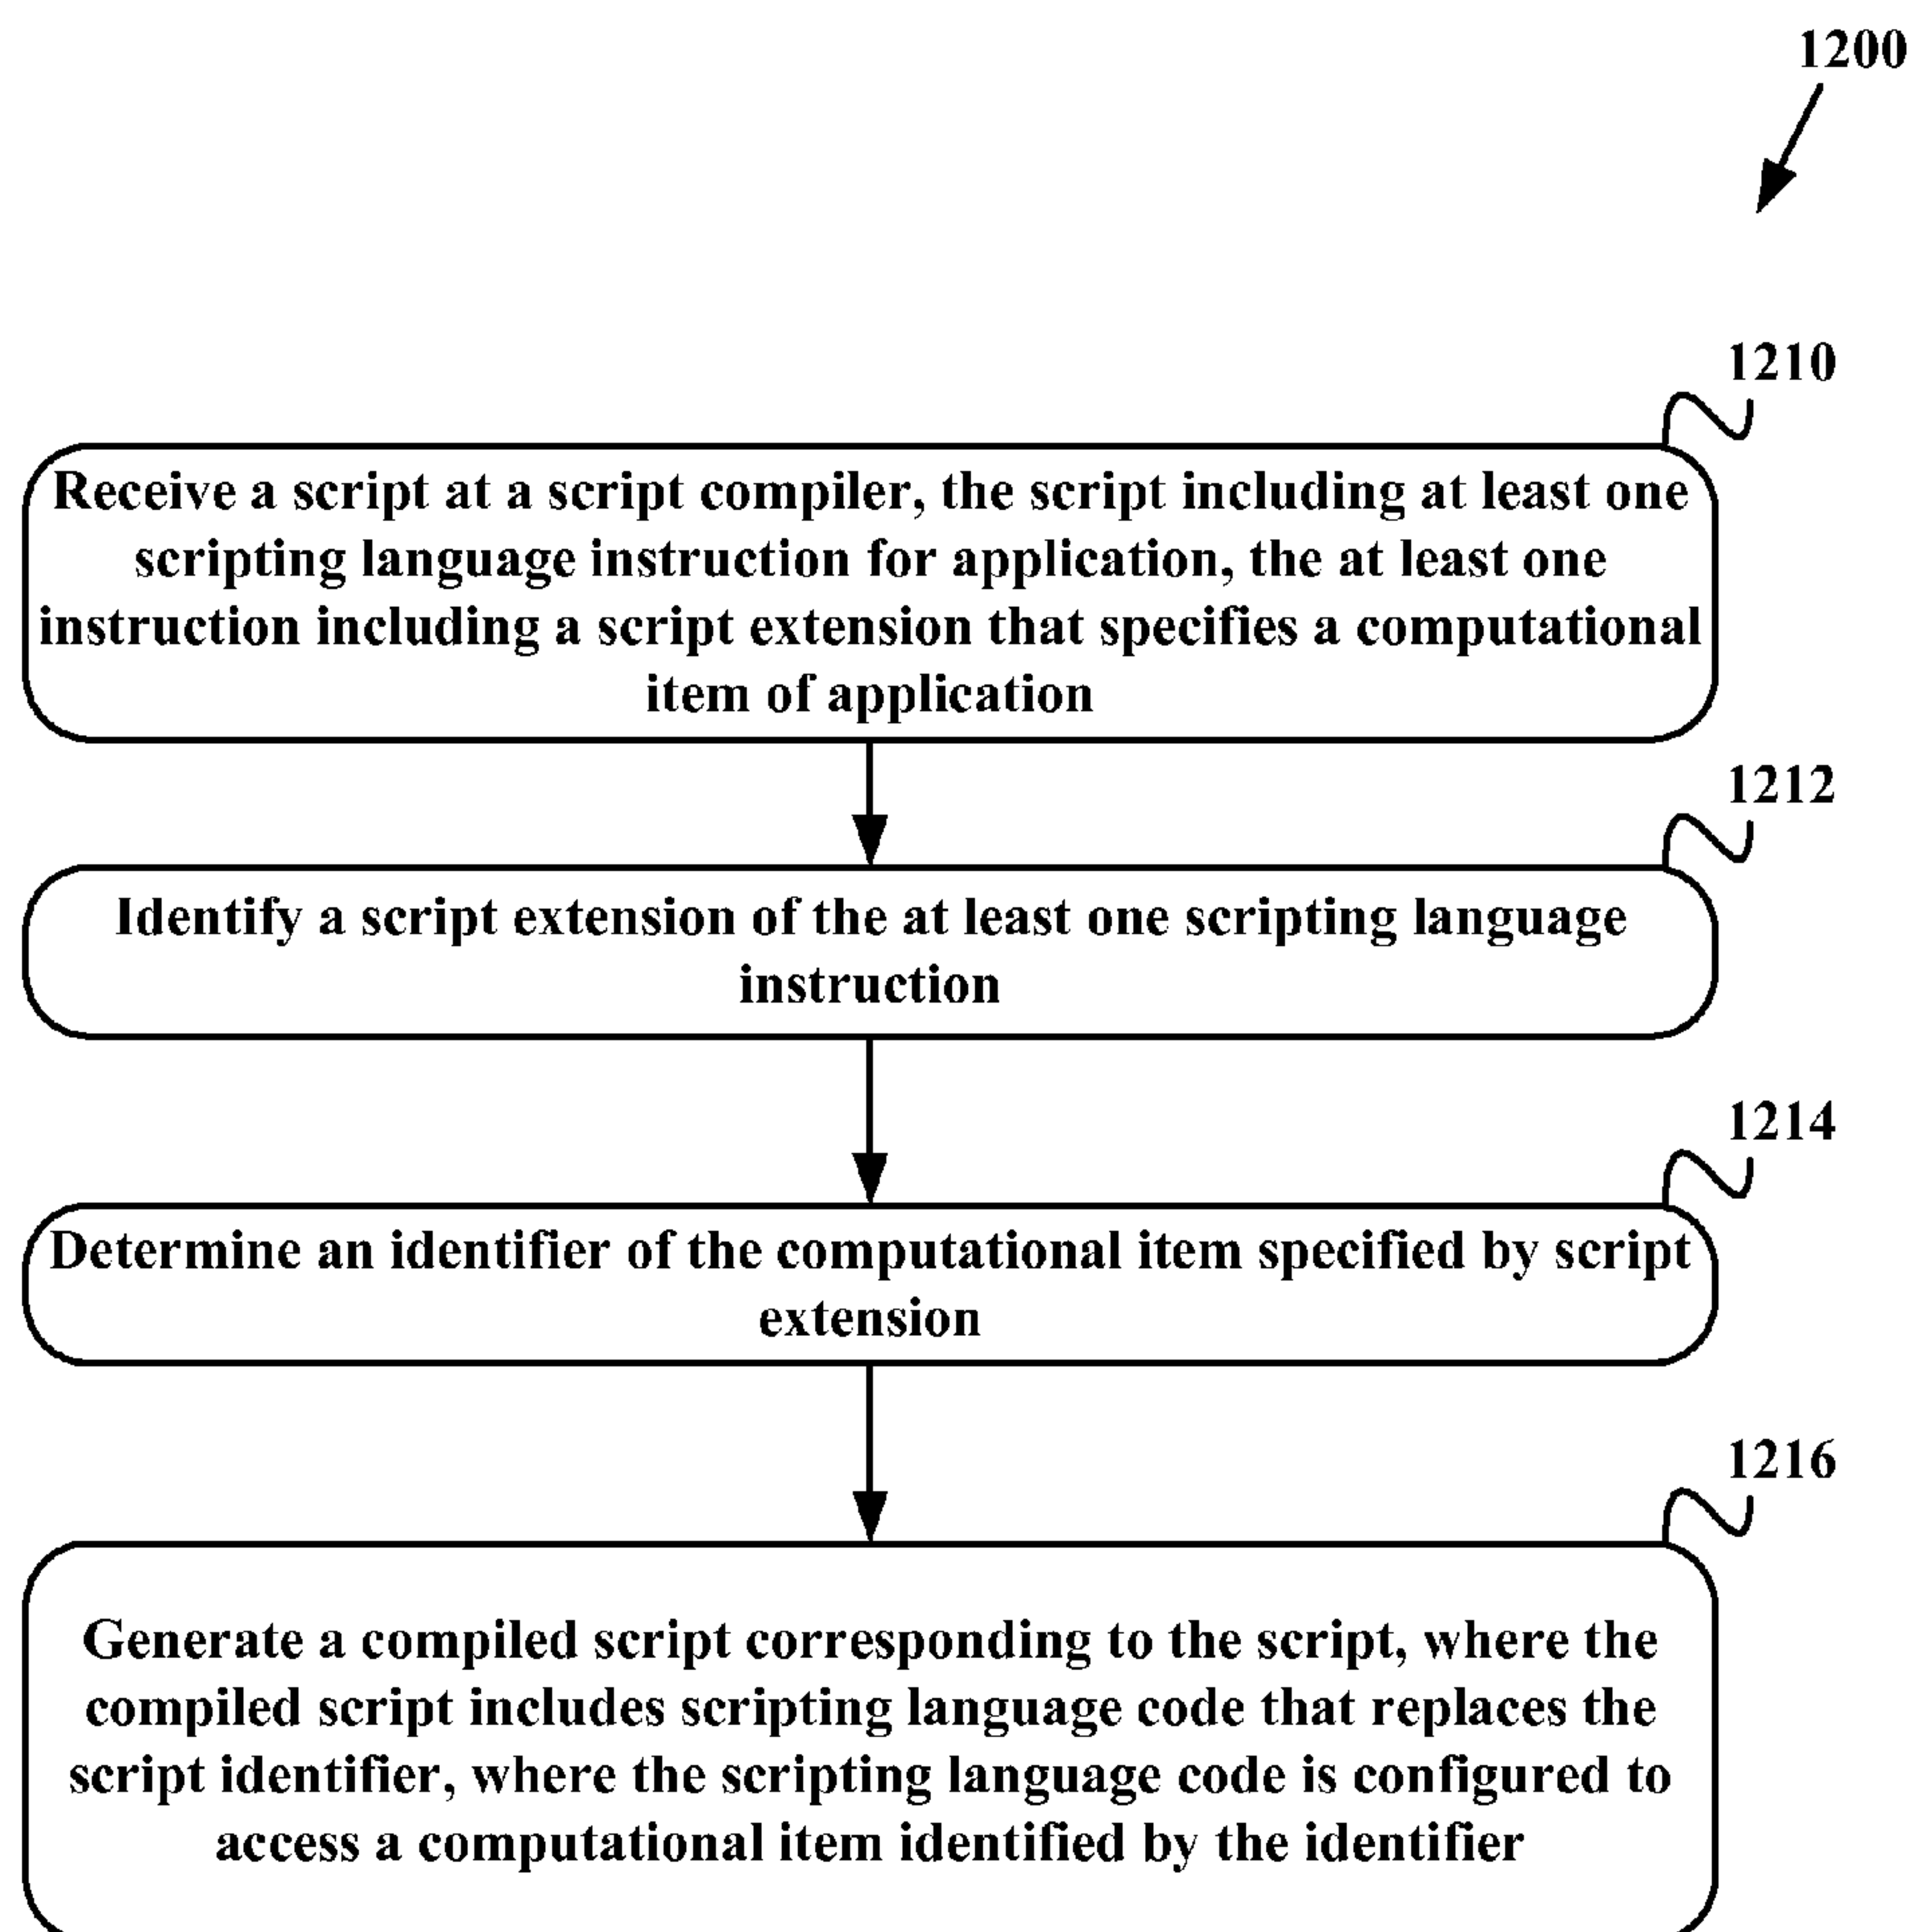 1200
1210
Receive a script at a script compiler, the script including at least one
scripting language instruction for application, the at least one
instruction including a script extension that specifies a computational
item of application
1212
Identify a script extension of the at least one scripting language
instruction
1214
Determine an identifier of the computational item specified by script
extension
1216
Generate a compiled script corresponding to the script, where the
compiled script includes scripting language code that replaces the
script identifier, where the scripting language code is configured to
access a computational item identified by the identifier